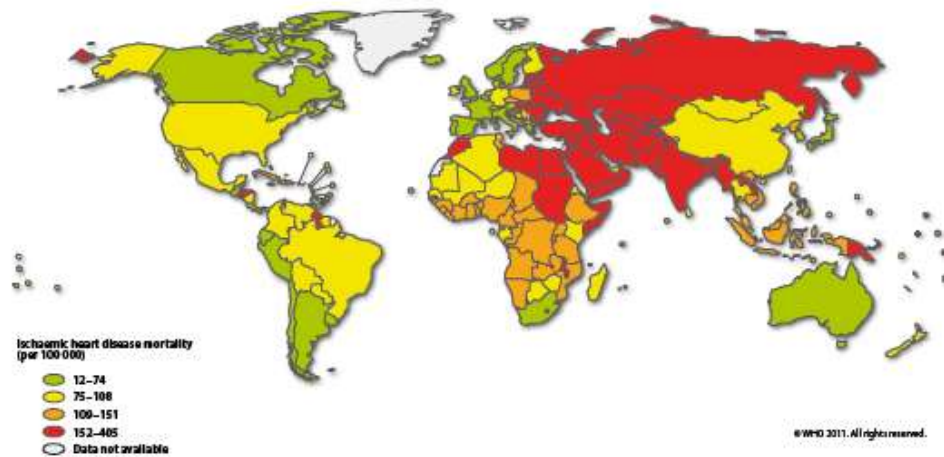 Ischaemic heart disease mortality
(per 100 000)
12–74
75–108
109–151
152–405
Data not available
©WHO 2011. All rights reserved.